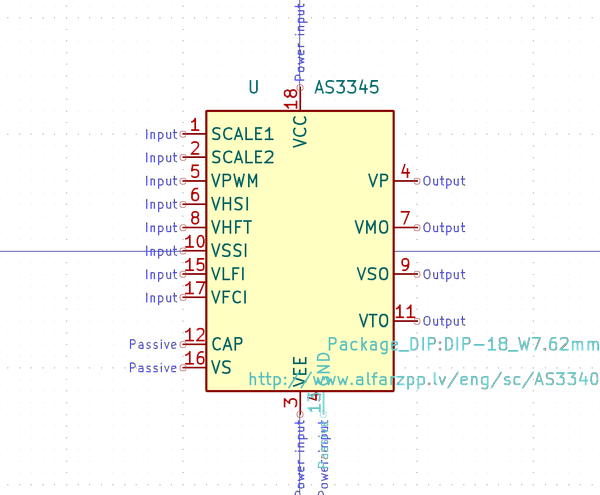 Power input
U AS3345
18
VCC
Input 1 SCALE1
Input 2 SCALE2
Input 5 VPWM
VP 4 Output
Input 6 VHSI
Input 8 VHFT
VMO 7 Output
Input 10 VSSI
Input 15 VLFI
VSO 9 Output
Input 17 VFCI
VTO 11 Output
Passive 12 CAP
Package_DIP:DIP-18_W7.62mm
Passive 16 VS
VEE
GND
http://www.alfarzpp.lv/eng/sc/AS3340
3
Power input
Power input